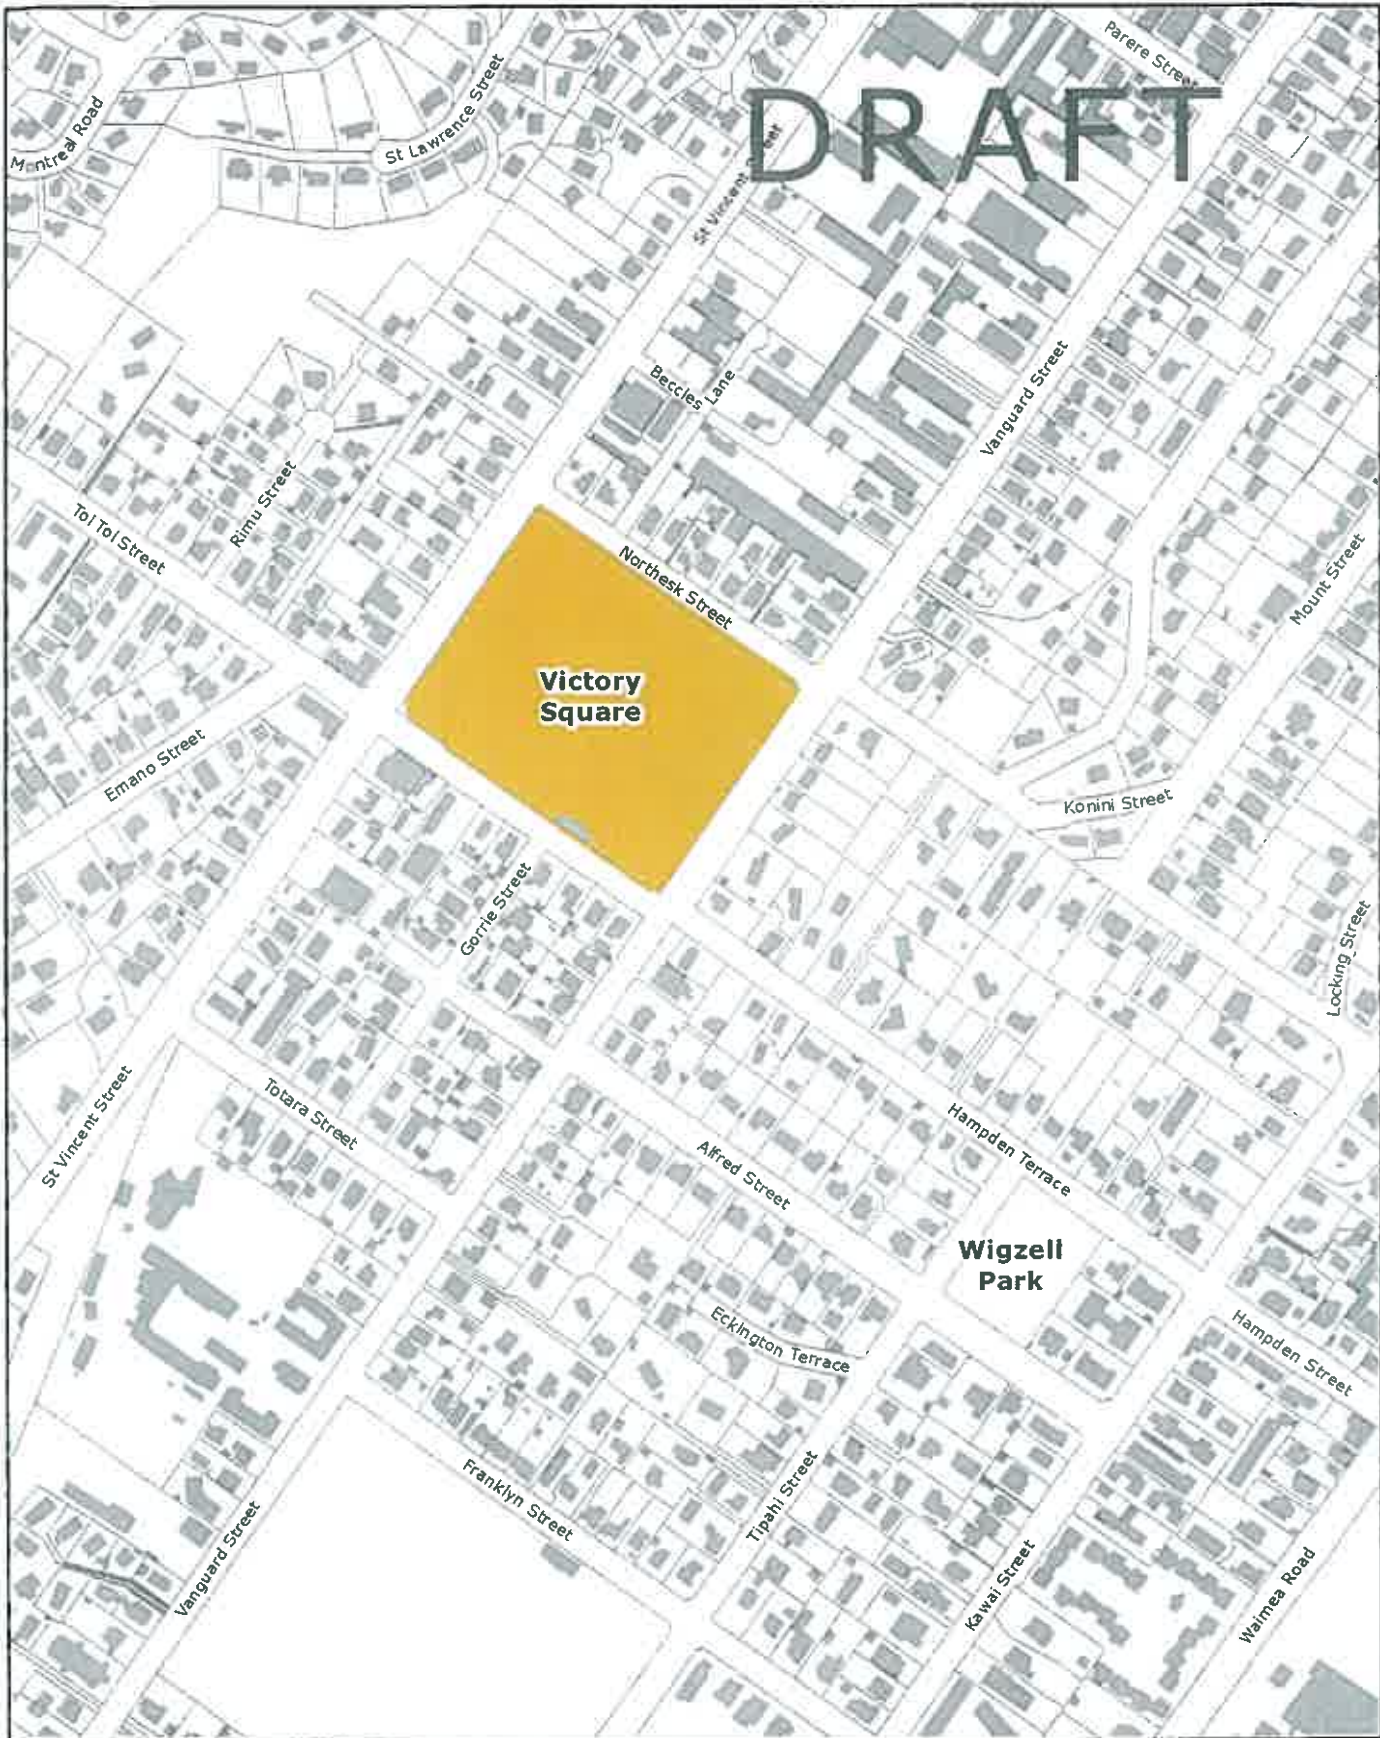 Parere Street
DRAFT
Montreal Road
St Lawrence Street
St Vincent Street
Beccles Lane
Vanguard Street
Rimu Street
Toi Toi Street
Northesk Street
Mount Street
Victory
Square
Emano Street
Konini Street
Gorrie Street
Locking Street
St Vincent Street
Totara Street
Hampden Terrace
Alfred Street
Wigzell
Park
Eckington Terrace
Hampden Street
Franklyn Street
Tipahi Street
Vanguard Street
Kawai Street
Waimea Road